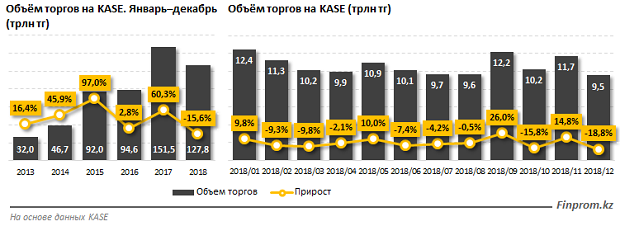 Объём торгов на KASE. Январь–декабрь
(трлн тг)
16,4% 45,9% 97,0% 2,8% 60,3% -15,6%
32,0 46,7 92,0 94,6 151,5 127,8
2013 2014 2015 2016 2017 2018
Объём торгов на KASE (трлн тг)
12,4 11,3 10,2 9,9 10,9 10,1 9,7 9,6 12,2 10,2 11,7 9,5
9,8% -9,3% -9,8% -2,1% 10,0% -7,4% -4,2% -0,5% 26,0% -15,8% 14,8% -18,8%
2018/01 2018/02 2018/03 2018/04 2018/05 2018/06 2018/07 2018/08 2018/09 2018/10 2018/11 2018/12
Объем торгов Прирост
На основе данных KASE
Finprom.kz